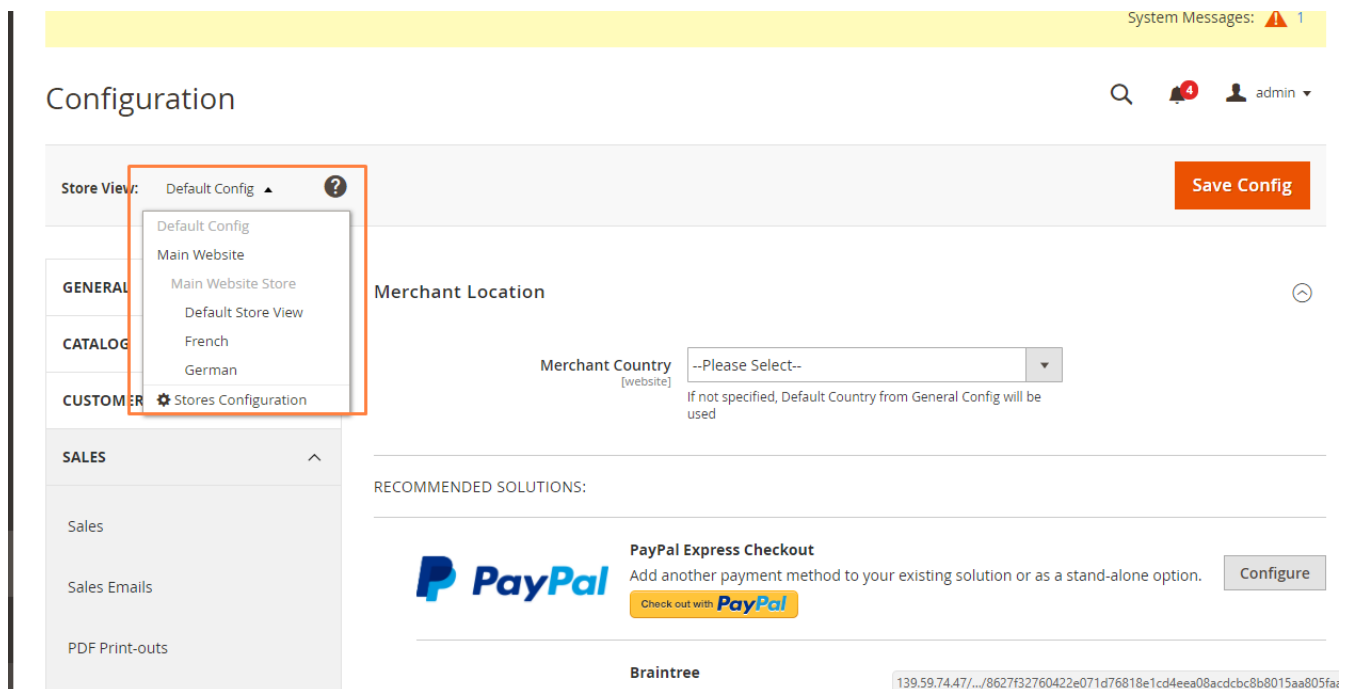 System Messages: 1
Configuration
4
admin
Store View: Default Config ?
Save Config
Default Config
Main Website
Main Website Store
Default Store View
French
German
Stores Configuration
GENERAL
CATALOG
CUSTOMER
SALES
Sales
Sales Emails
PDF Print-outs
Merchant Location
Merchant Country
[website]
--Please Select--
If not specified, Default Country from General Config will be
used
RECOMMENDED SOLUTIONS:
PayPal
PayPal Express Checkout
Add another payment method to your existing solution or as a stand-alone option.
Check out with PayPal
Configure
Braintree
139.59.74.47/.../8627f32760422e071d76818e1cd4eea08acdcbc8b8015aa805faa